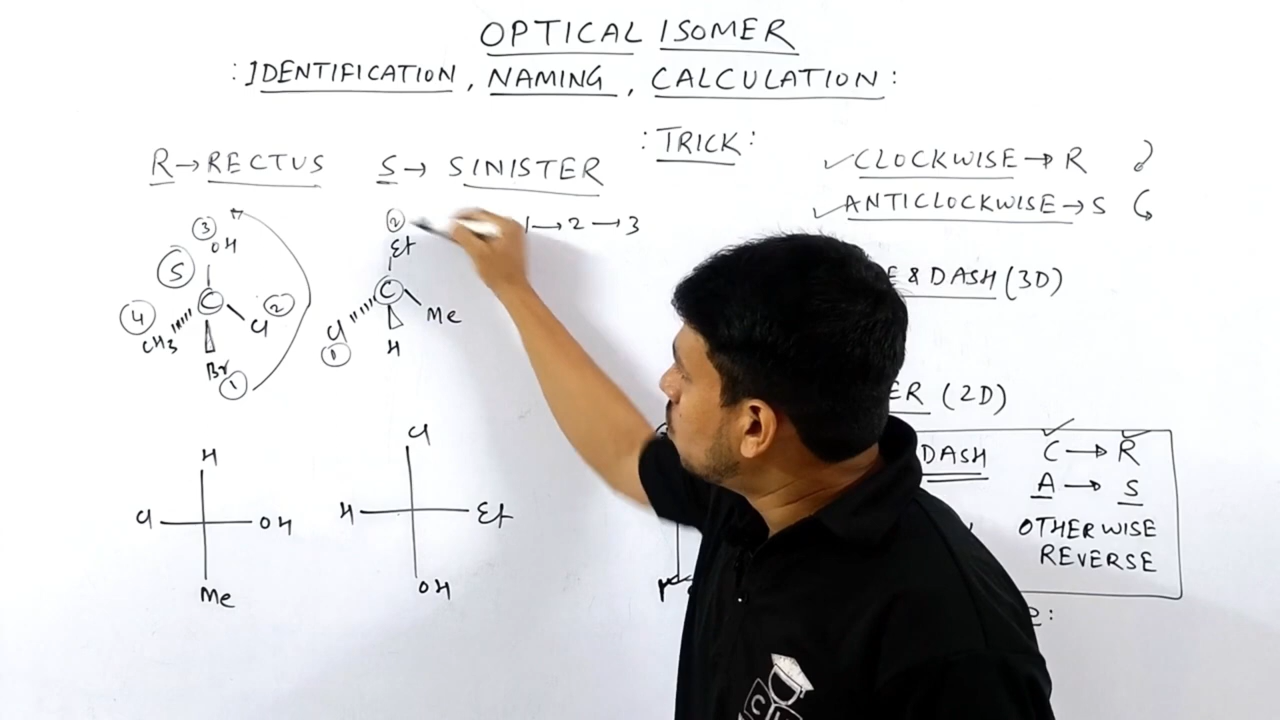 OPTICAL ISOMER
: IDENTIFICATION, NAMING, CALCULATION :
: TRICK :
R → RECTUS S → SINISTER
✓CLOCKWISE → R
✓ANTICLOCKWISE → S
1 → 2 → 3
3
OH
5
C
4
CH3
Cl 2
Br
1
2
Et
C
Cl
1
Me
H
E & DASH (3D)
ER (2D)
DASH
C → R
A → S
OTHERWISE
REVERSE
H
Cl OH
Me
Cl
H Et
OH